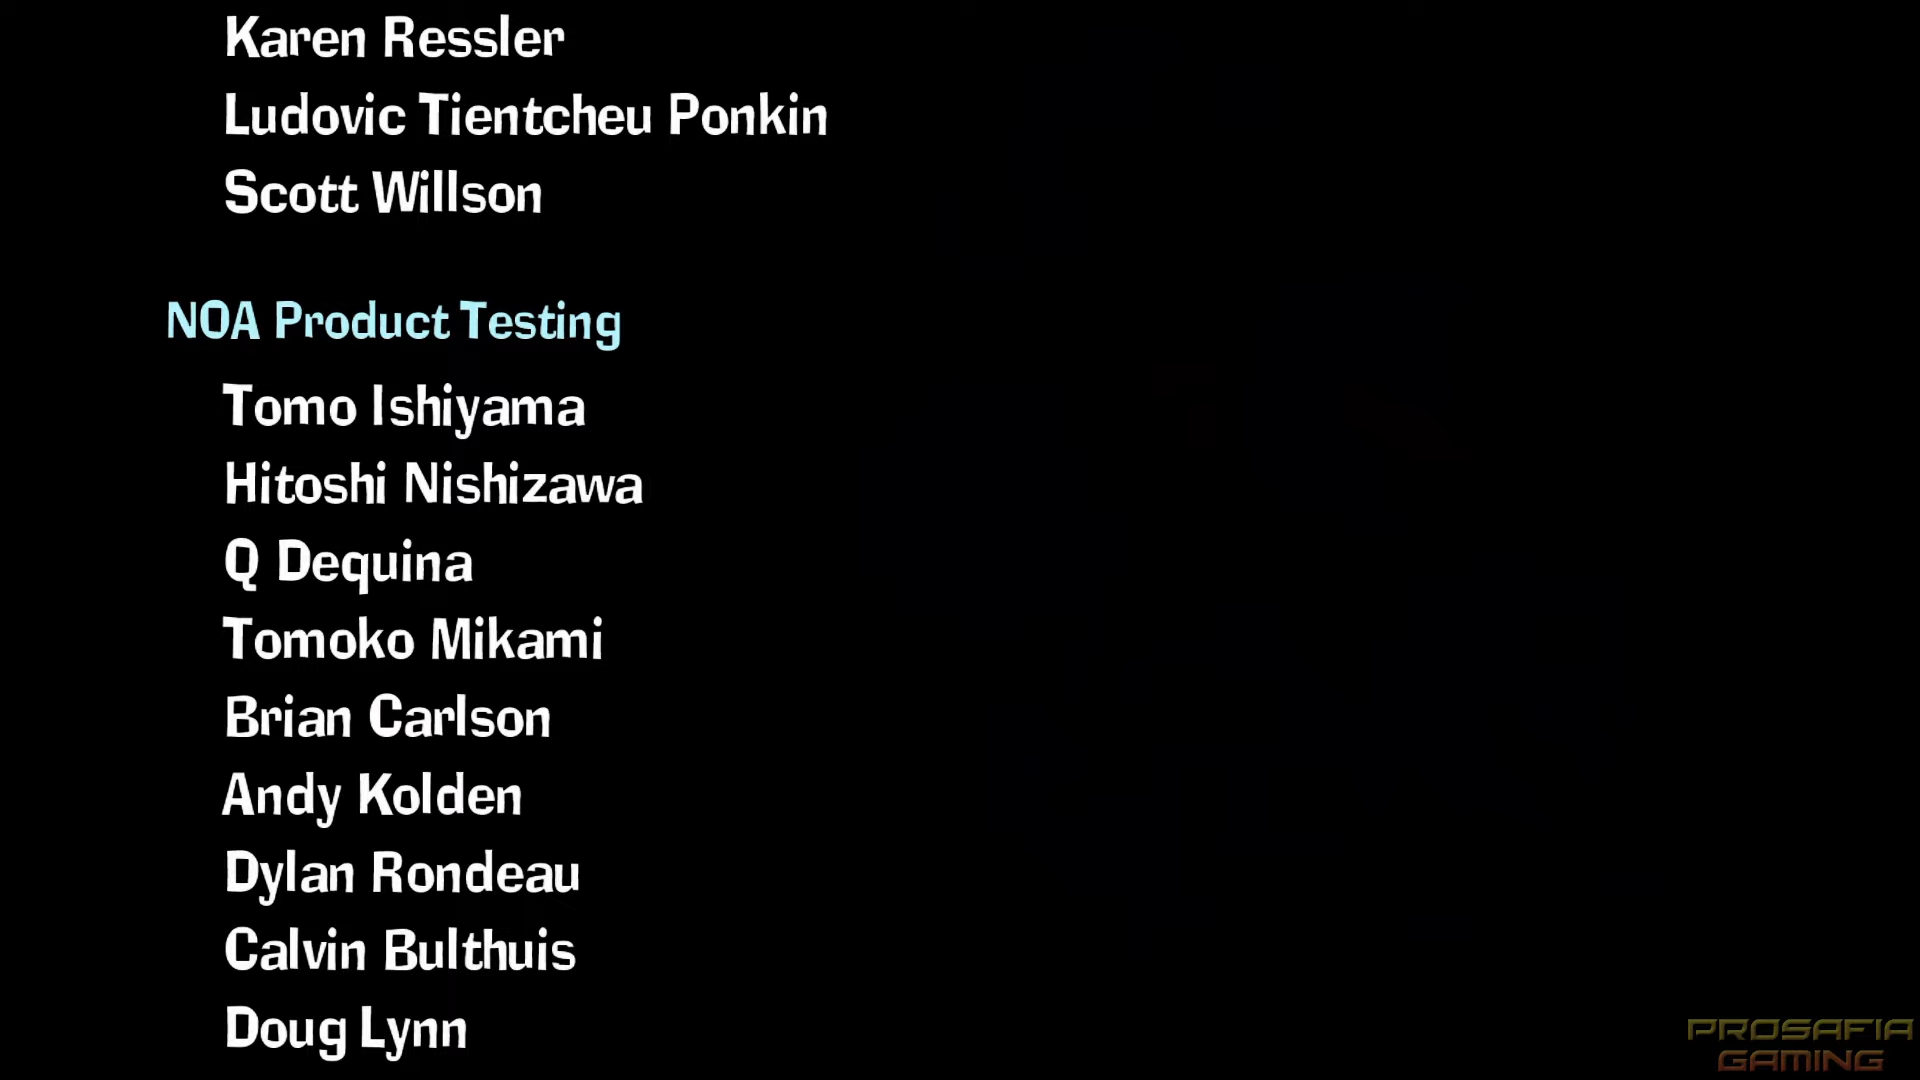 Karen Ressler
Ludovic Tientcheu Ponkin
Scott Willson
NOA Product Testing
Tomo Ishiyama
Hitoshi Nishizawa
Q Dequina
Tomoko Mikami
Brian Carlson
Andy Kolden
Dylan Rondeau
Calvin Bulthuis
Doug Lynn
PROSAFIA
GAMING